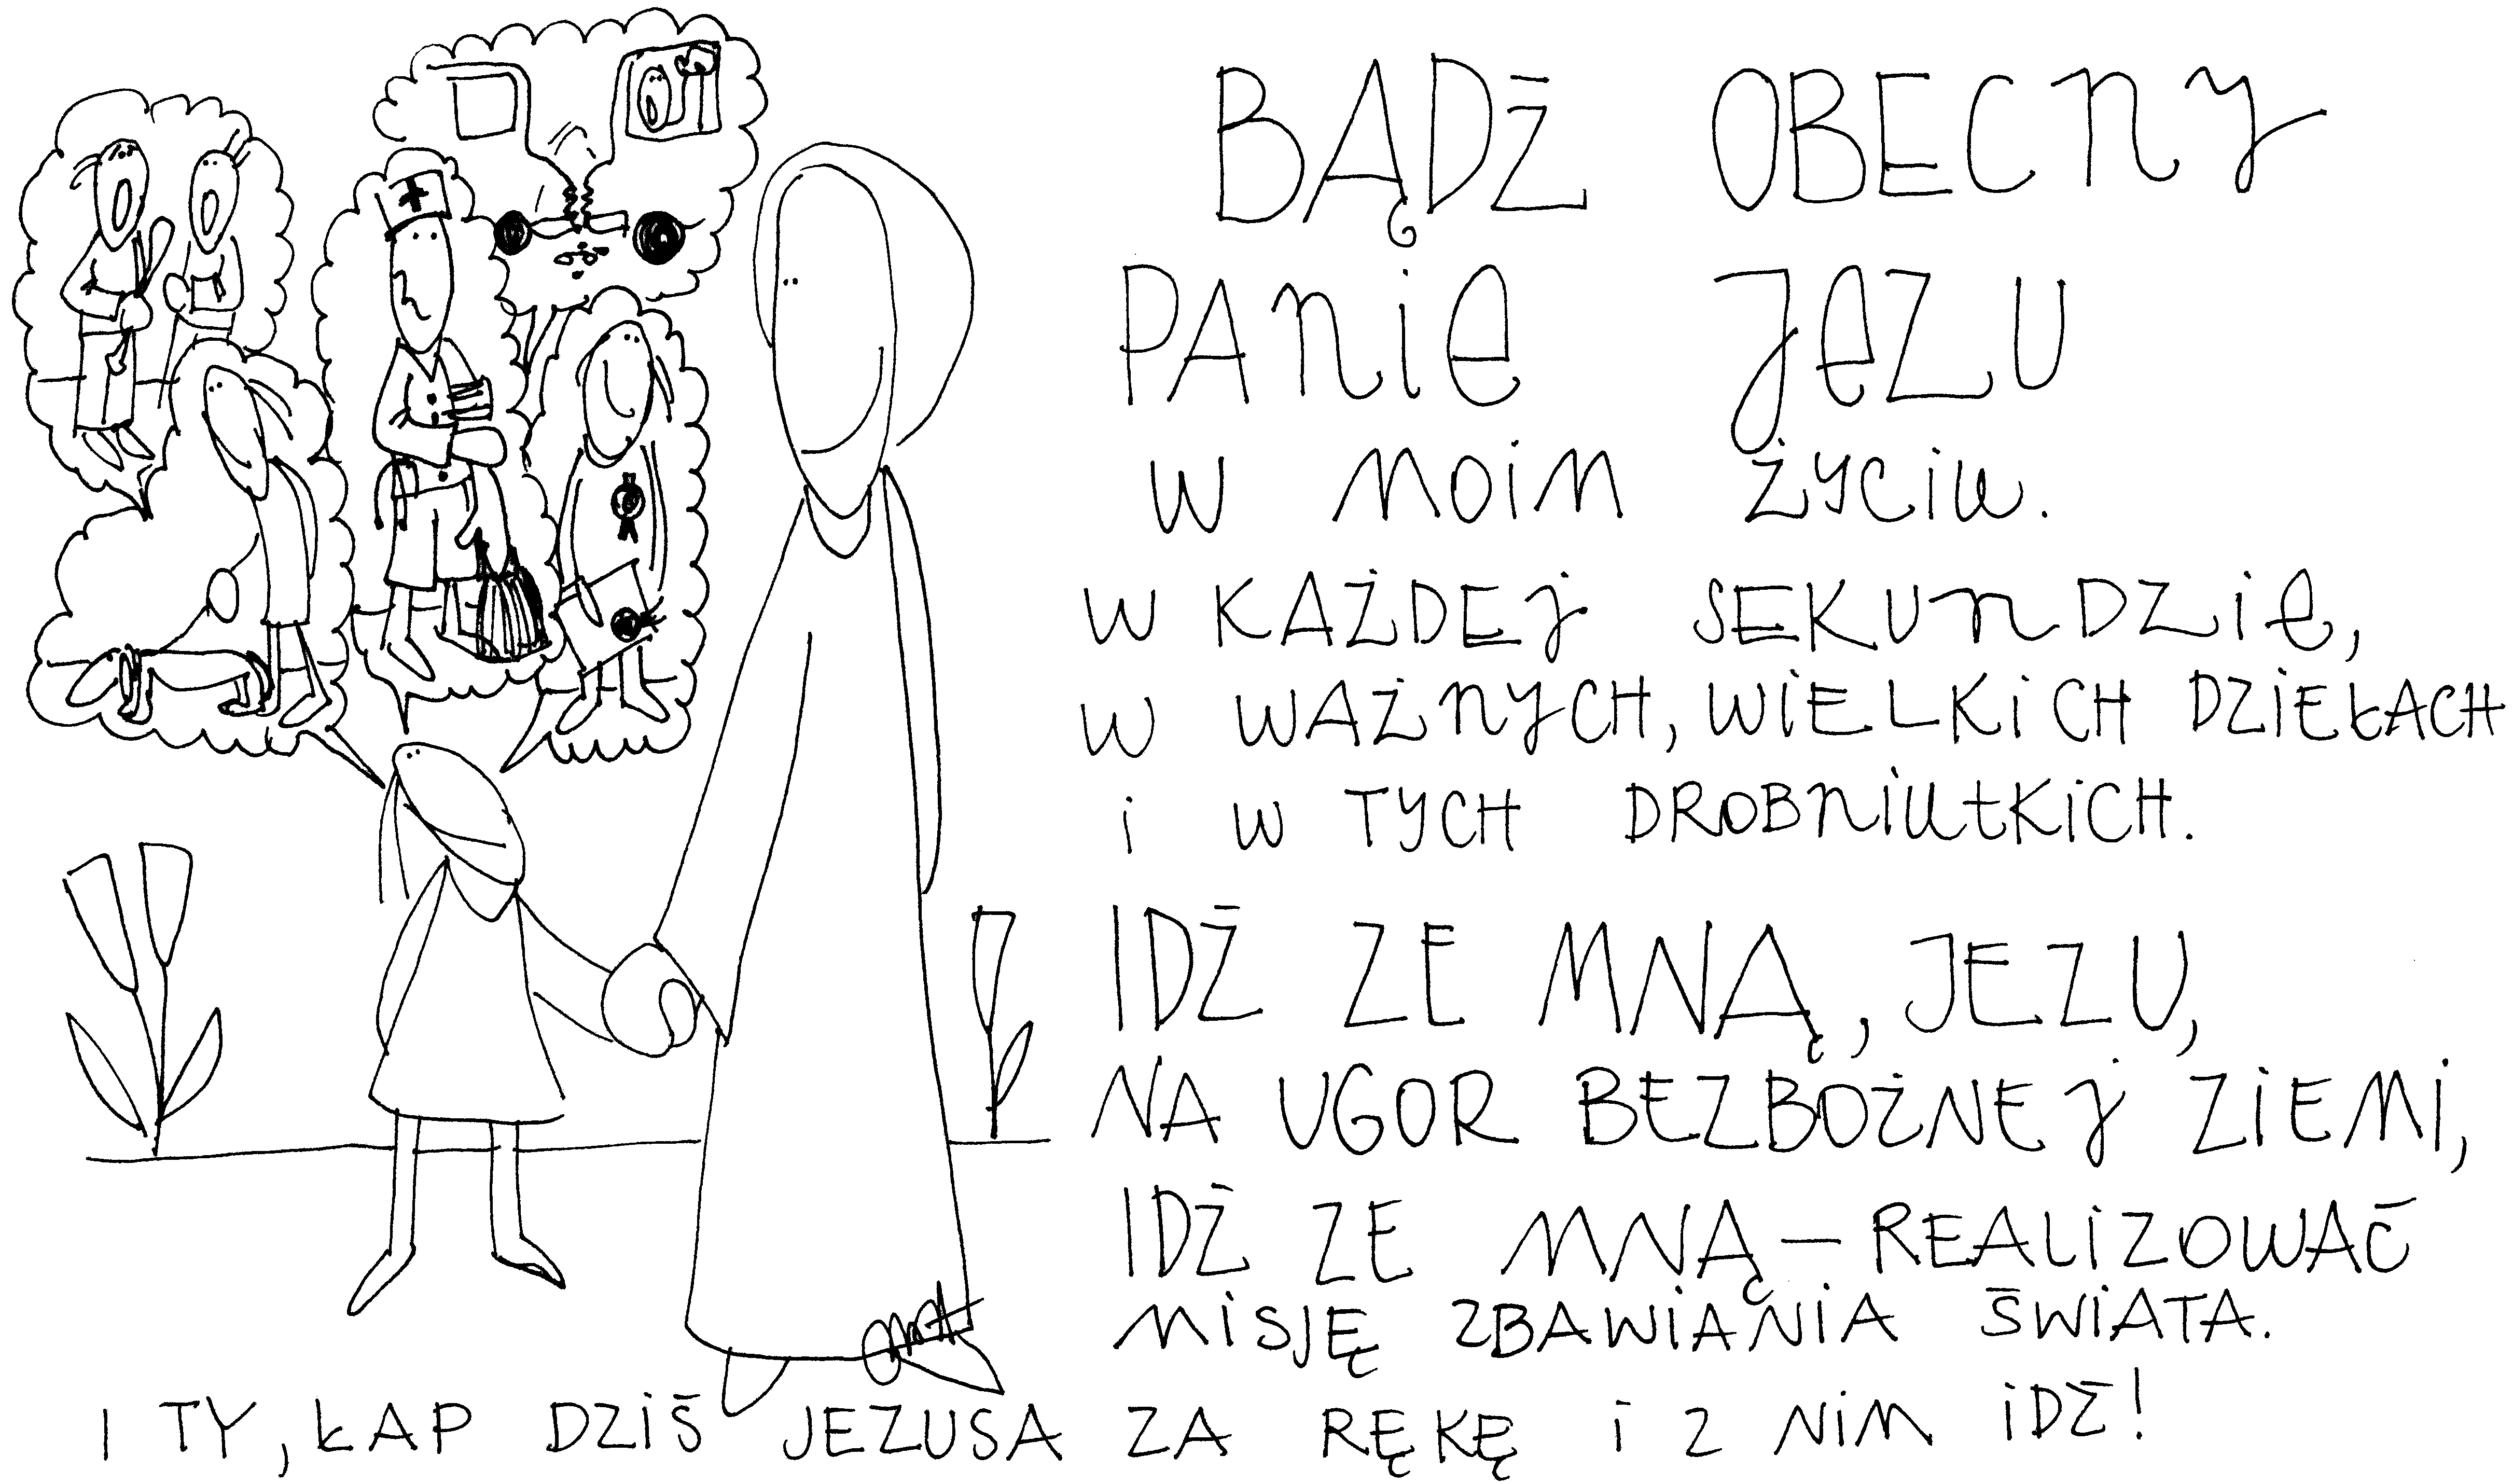 BĄDŹ OBECNY
PANIE JEZU
W MOIM ŻYCIU.
W KAŻDEJ SEKUNDZIE,
W WAŻNYCH, WIELKICH DZIEŁACH
I W TYCH DROBNIUTKICH.
IDŹ ZE MNĄ, JEZU,
NA UGOR BEZBOŻNEJ ZIEMI,
IDŹ ZE MNĄ – REALIZOWAĆ
MISJĘ ZBAWIANIA ŚWIATA.
I TY, ŁAP DZIŚ JEZUSA ZA RĘKĘ I Z NIM IDŹ!